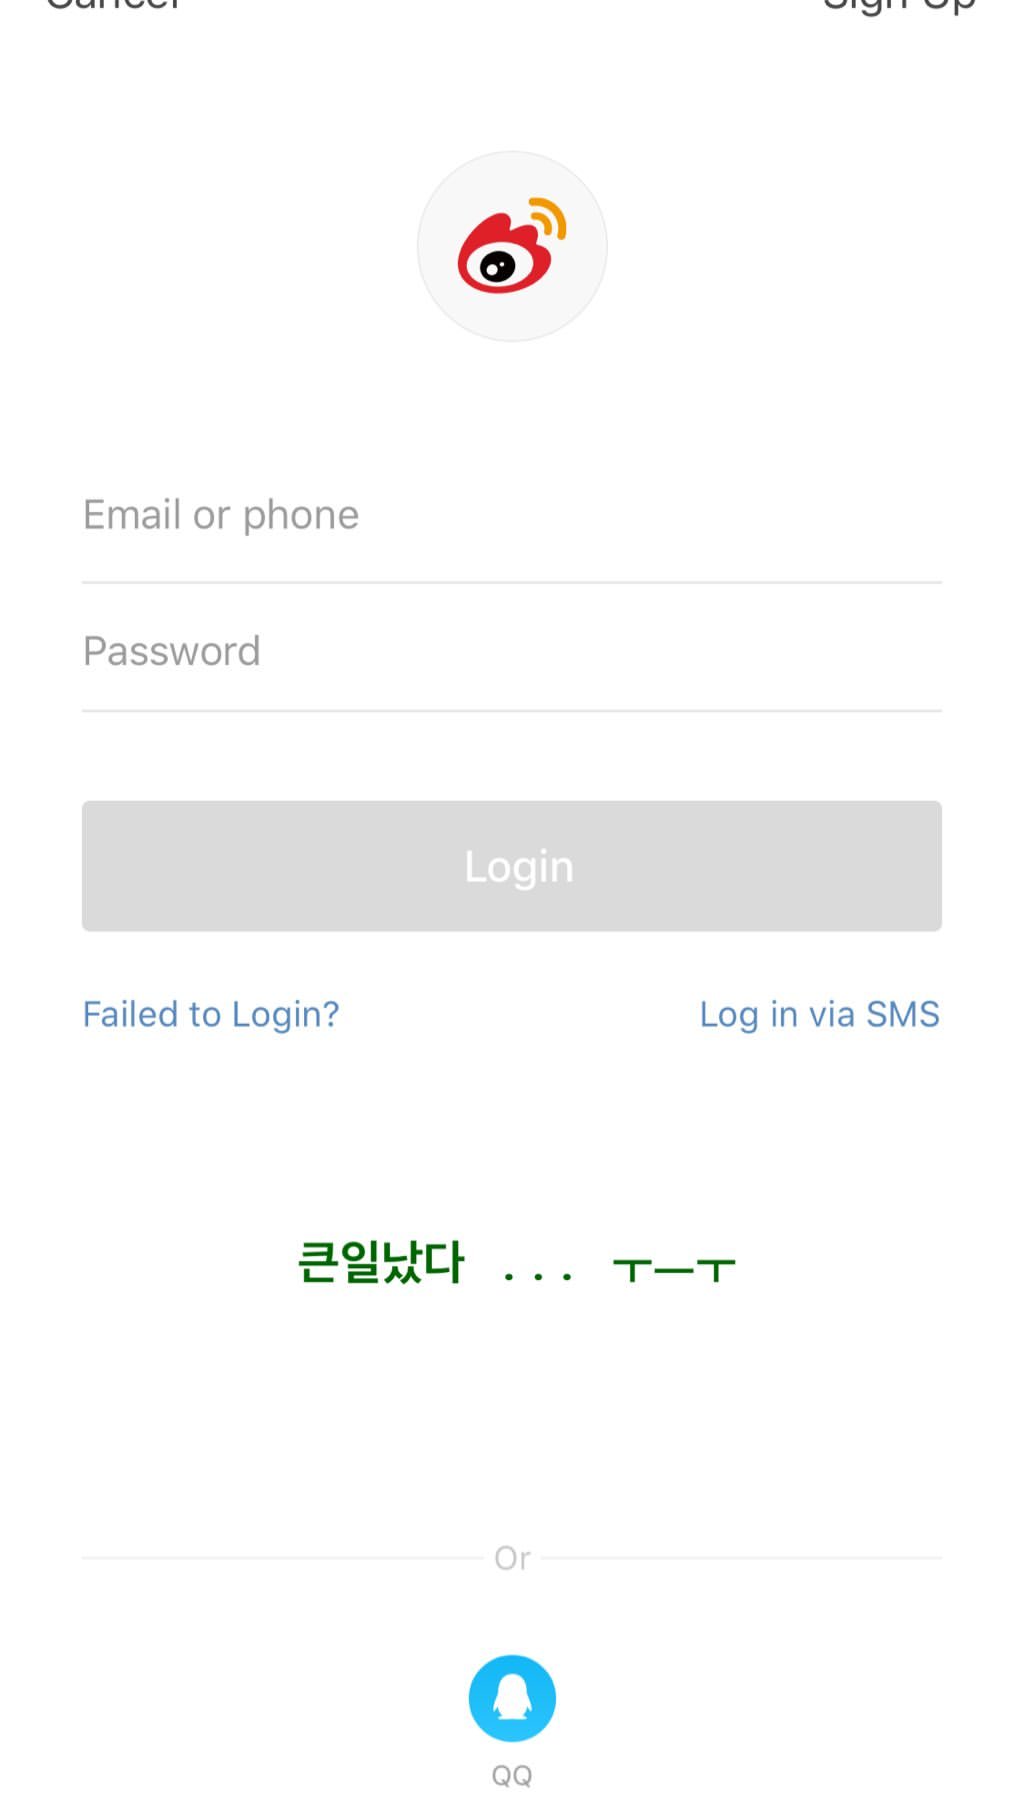 Cancel
Sign Up
Email or phone
Password
Login
Failed to Login?
Log in via SMS
큰일났다 ... ㅜㅡㅜ
Or
QQ